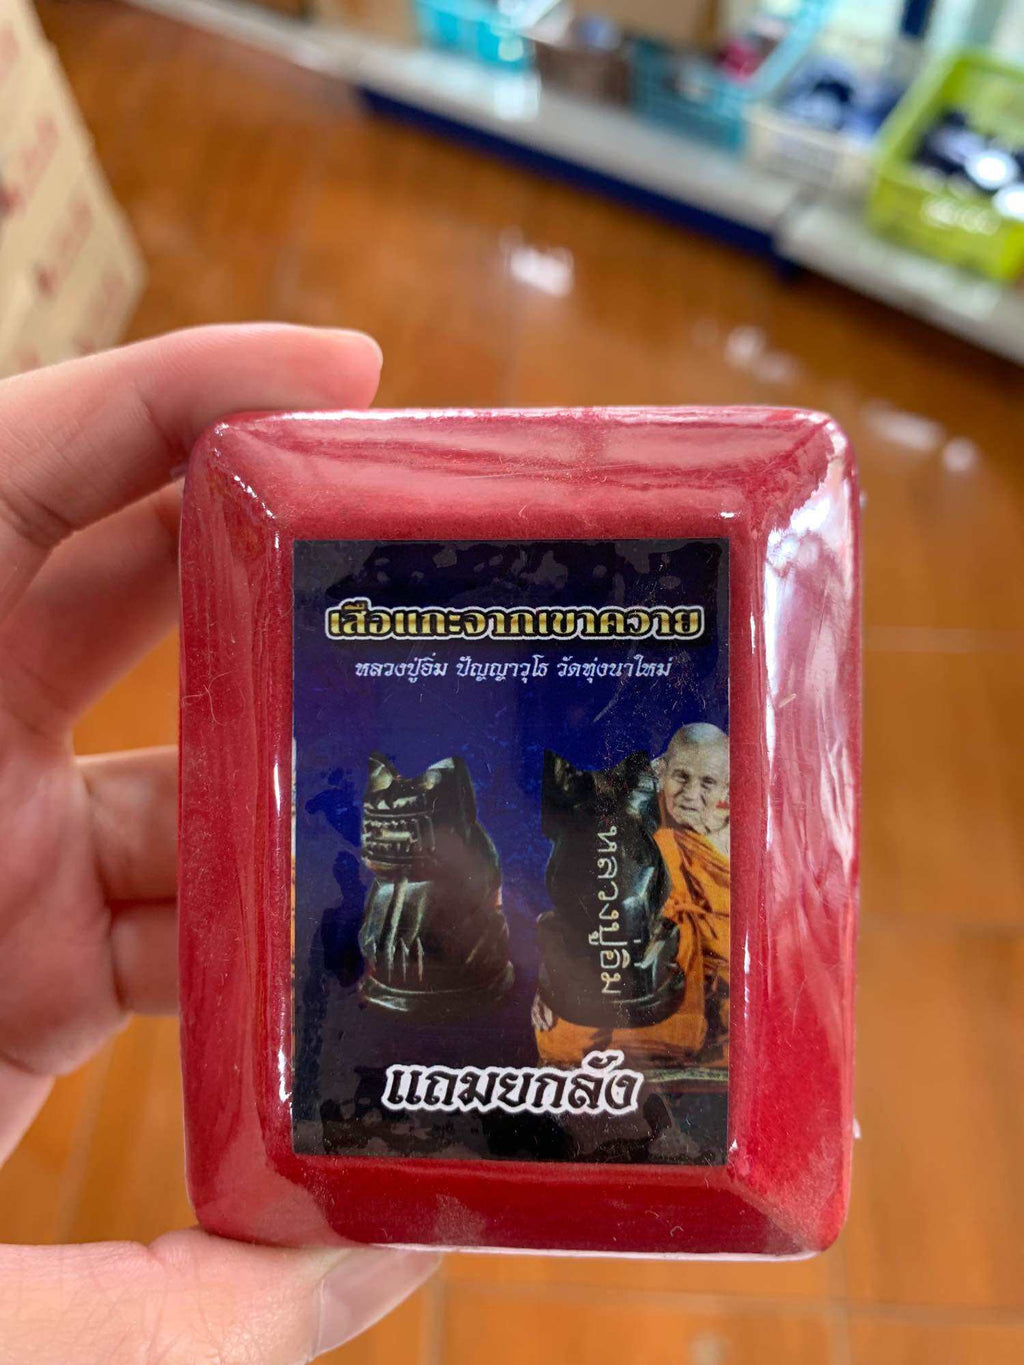 เสือแกะจากเขาควาย
หลวงปู่อิ่ม ปัญญาวุโธ วัดทุ่งนาใหม่
หลวงปู่อิ่ม
แถมยกลัง